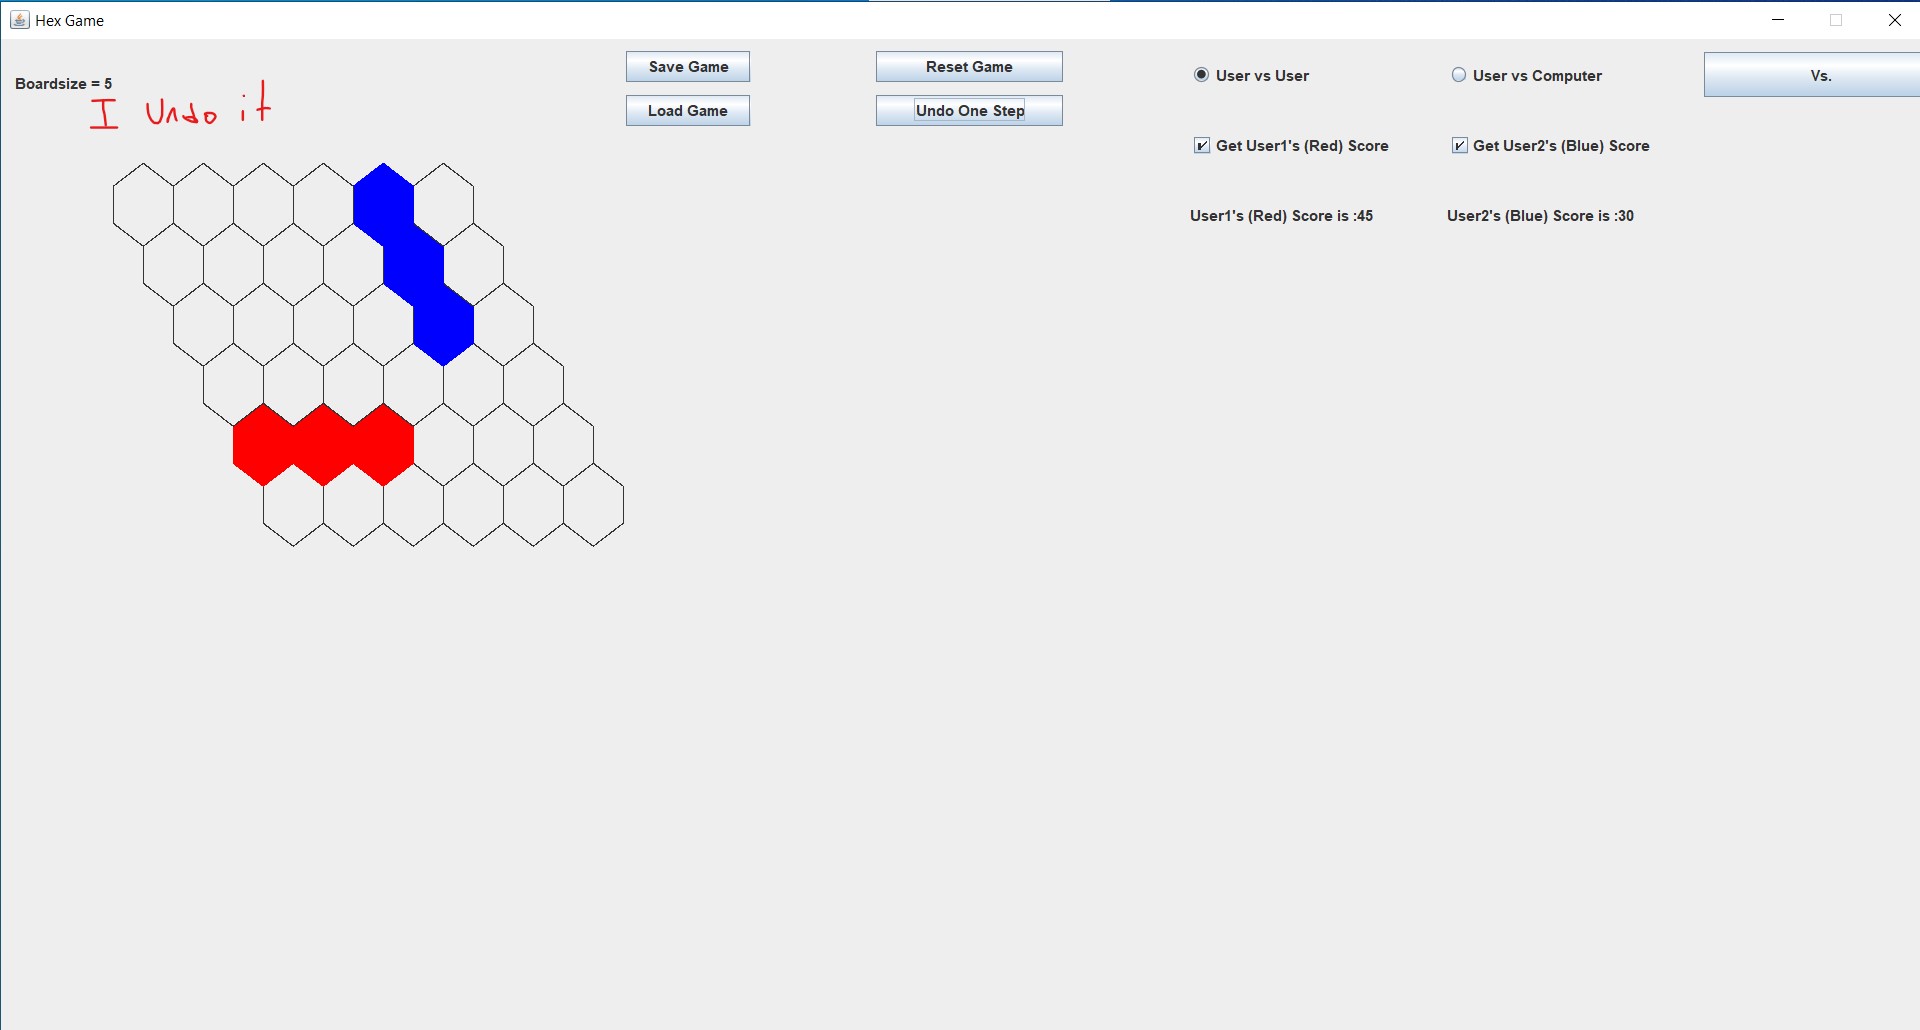 Hex Game
Boardsize = 5
I Undo it
Save Game
Load Game
Reset Game
Undo One Step
User vs User
User vs Computer
Vs.
Get User1's (Red) Score
Get User2's (Blue) Score
User1's (Red) Score is :45
User2's (Blue) Score is :30